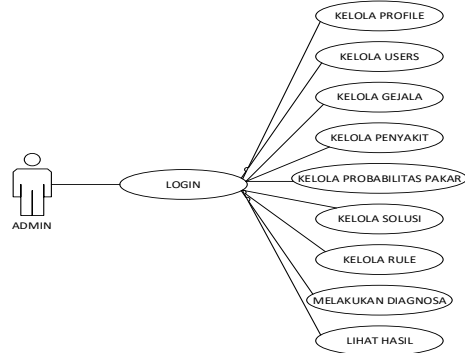 KELOLA PROFILE
KELOLA USERS
KELOLA GEJALA
KELOLA PENYAKIT
KELOLA PROBABILITAS PAKAR
KELOLA SOLUSI
KELOLA RULE
MELAKUKAN DIAGNOSA
LIHAT HASIL
LOGIN
ADMIN